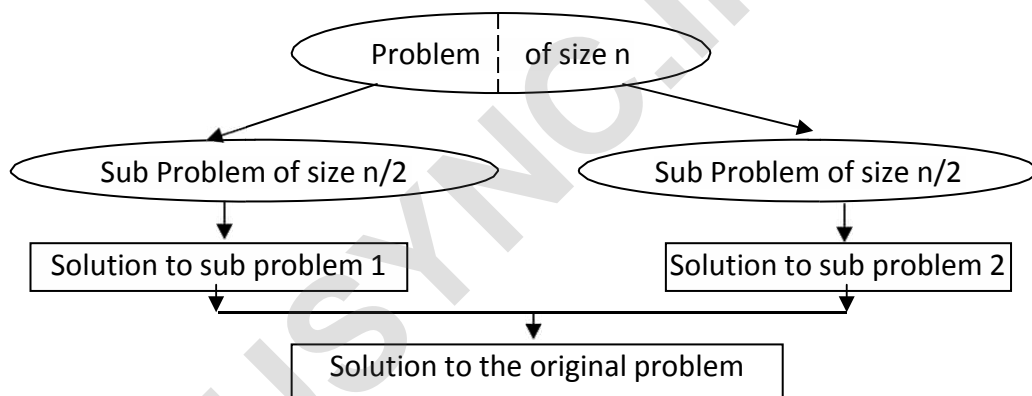 Problem of size n
Sub Problem of size n/2
Sub Problem of size n/2
Solution to sub problem 1
Solution to sub problem 2
Solution to the original problem